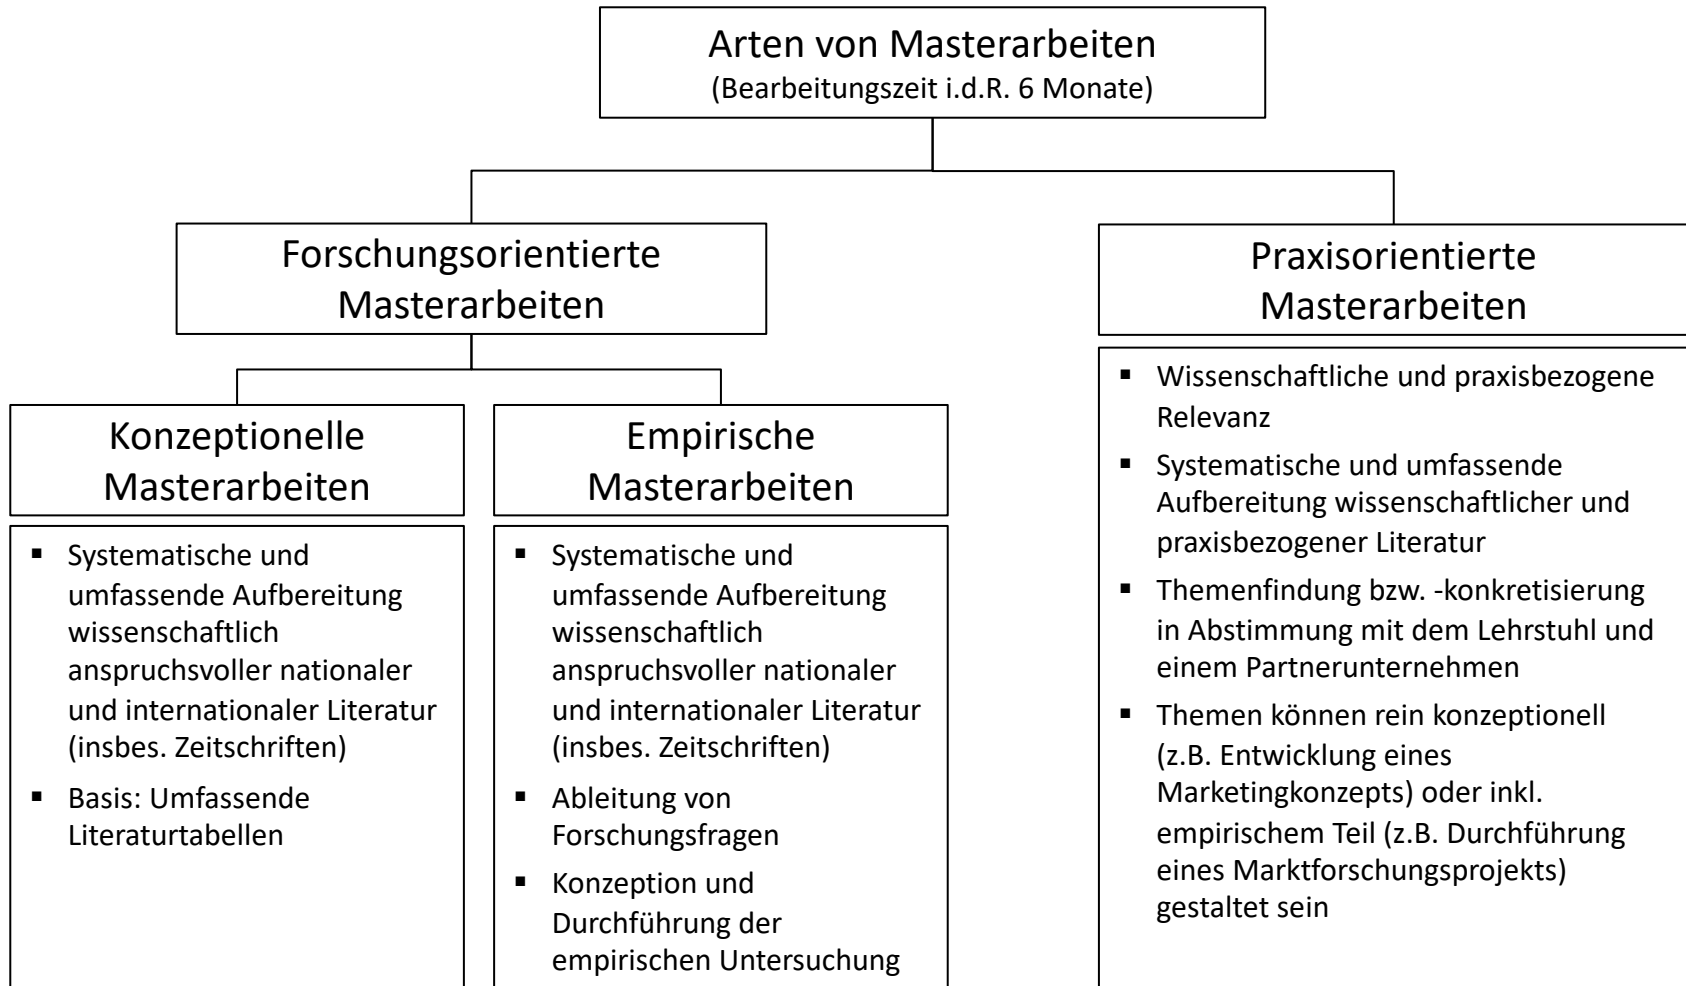 Arten von Masterarbeiten
(Bearbeitungszeit i.d.R. 6 Monate)
Forschungsorientierte
Masterarbeiten
Konzeptionelle
Masterarbeiten
▪ Systematische und
umfassende Aufbereitung
wissenschaftlich
anspruchsvoller nationaler
und internationaler Literatur
(insbes. Zeitschriften)
▪ Basis: Umfassende
Literaturtabellen
Empirische
Masterarbeiten
▪ Systematische und
umfassende Aufbereitung
wissenschaftlich
anspruchsvoller nationaler
und internationaler Literatur
(insbes. Zeitschriften)
▪ Ableitung von
Forschungsfragen
▪ Konzeption und
Durchführung der
empirischen Untersuchung
Praxisorientierte
Masterarbeiten
▪ Wissenschaftliche und praxisbezogene
Relevanz
▪ Systematische und umfassende
Aufbereitung wissenschaftlicher und
praxisbezogener Literatur
▪ Themenfindung bzw. -konkretisierung
in Abstimmung mit dem Lehrstuhl und
einem Partnerunternehmen
▪ Themen können rein konzeptionell
(z.B. Entwicklung eines
Marketingkonzepts) oder inkl.
empirischem Teil (z.B. Durchführung
eines Marktforschungsprojekts)
gestaltet sein